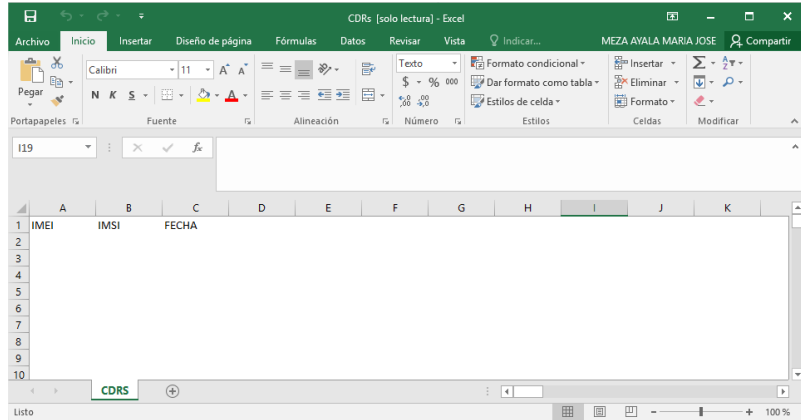 CDRs [solo lectura] - Excel
Archivo Inicio Insertar Diseño de página Fórmulas Datos Revisar Vista Indicar... MEZA AYALA MARIA JOSE Compartir
Pegar
Calibri 11 A A
N K S A
Texto
$ % 000
,00 ,0
Formato condicional
Dar formato como tabla
Estilos de celda
Insertar
Eliminar
Formato
Portapapeles Fuente Alineación Número Estilos Celdas Modificar
I19 fx
A B C D E F G H I J K
1 IMEI IMSI FECHA
2
3
4
5
6
7
8
9
10
CDRS
Listo 100 %